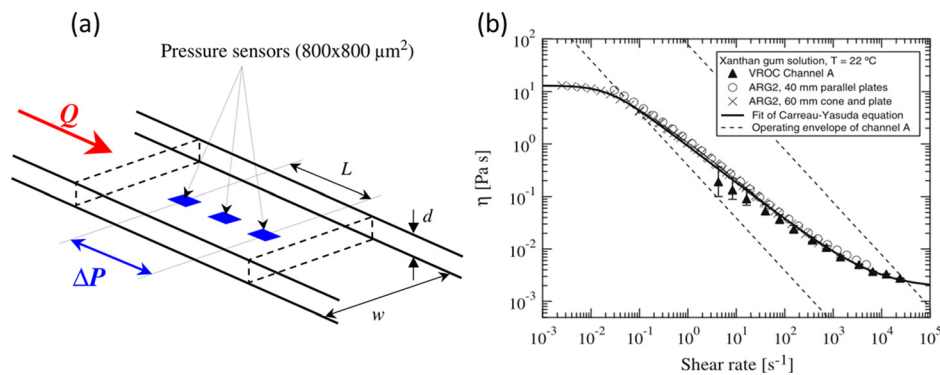 (a)
Pressure sensors (800x800 μm²)
Q
L
d
ΔP
w
(b)
η [Pa s]
10²
10¹
10⁰
10⁻¹
10⁻²
10⁻³
Xanthan gum solution, T = 22 ºC
VROC Channel A
ARG2, 40 mm parallel plates
ARG2, 60 mm cone and plate
Fit of Carreau-Yasuda equation
Operating envelope of channel A
10⁻³ 10⁻² 10⁻¹ 10⁰ 10¹ 10² 10³ 10⁴ 10⁵
Shear rate [s⁻¹]